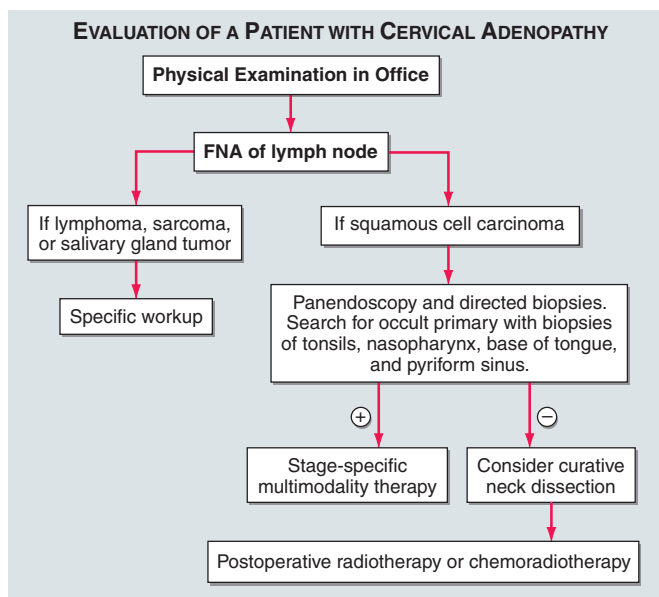 EVALUATION OF A PATIENT WITH CERVICAL ADENOPATHY
Physical Examination in Office
FNA of lymph node
If lymphoma, sarcoma,
or salivary gland tumor
Specific workup
If squamous cell carcinoma
Panendoscopy and directed biopsies.
Search for occult primary with biopsies
of tonsils, nasopharynx, base of tongue,
and pyriform sinus.
+
−
Stage-specific
multimodality therapy
Consider curative
neck dissection
Postoperative radiotherapy or chemoradiotherapy